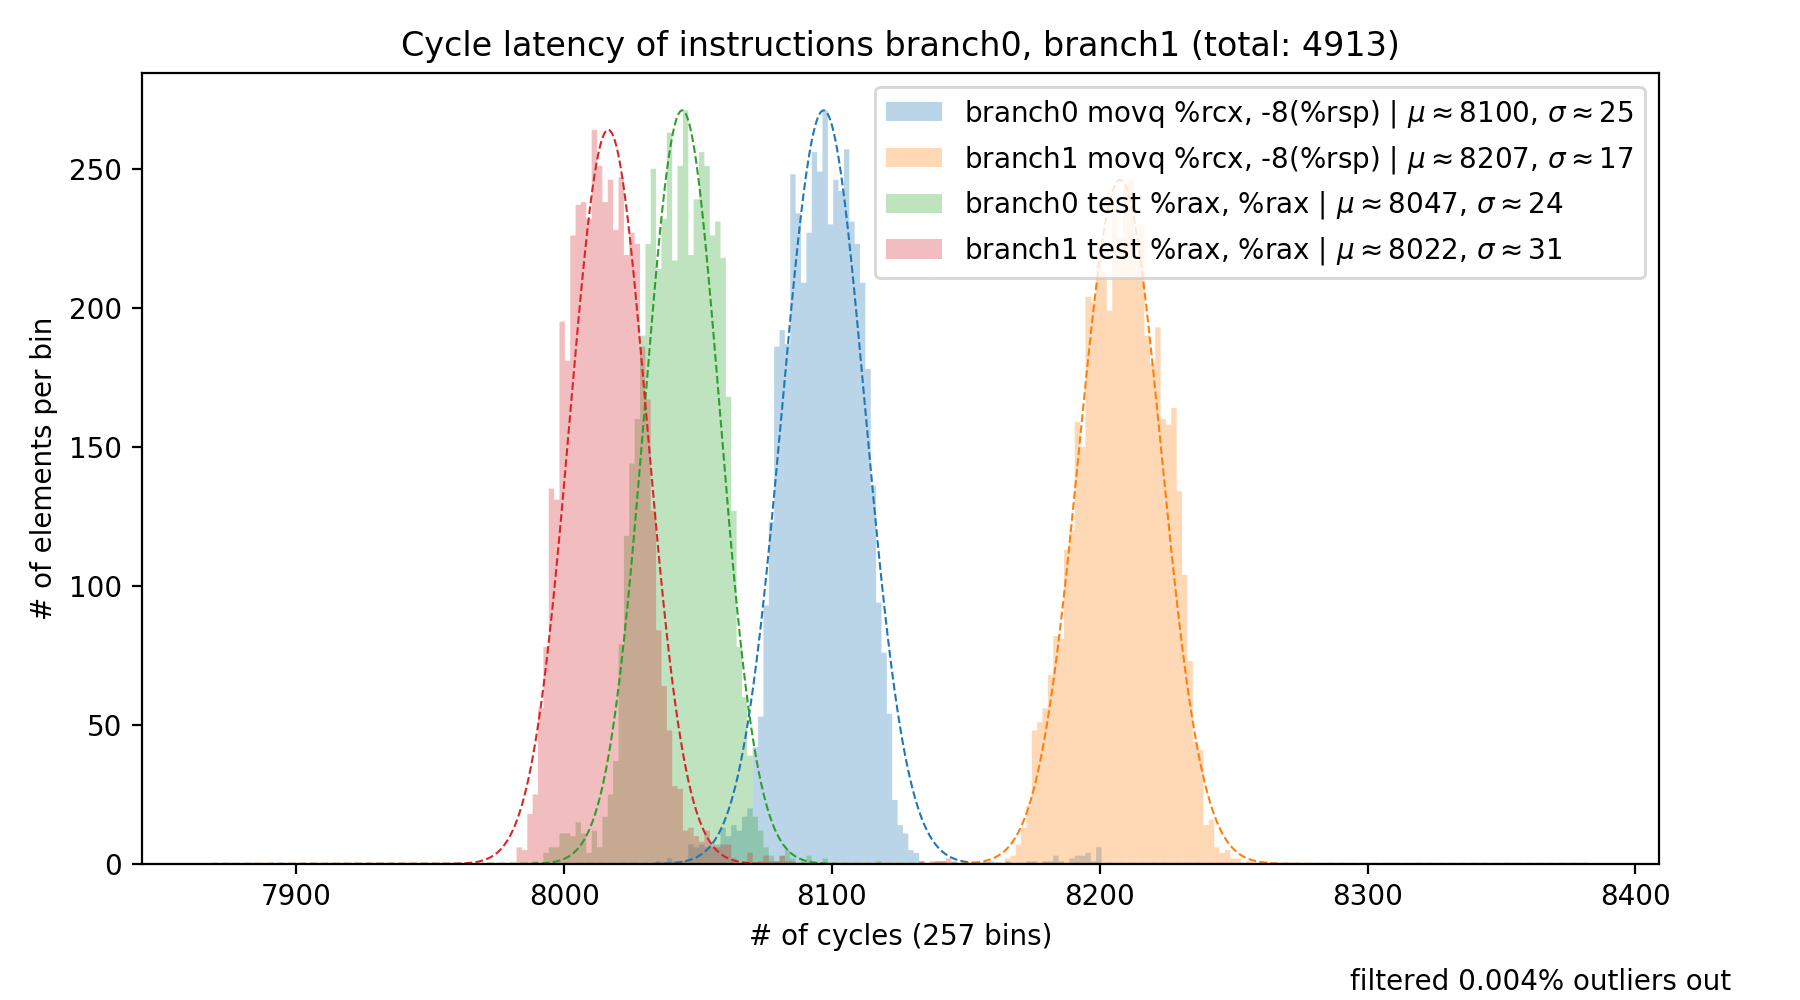 Cycle latency of instructions branch0, branch1 (total: 4913)
branch0 movq %rcx, -8(%rsp) | μ ≈ 8100, σ ≈ 25
branch1 movq %rcx, -8(%rsp) | μ ≈ 8207, σ ≈ 17
branch0 test %rax, %rax | μ ≈ 8047, σ ≈ 24
branch1 test %rax, %rax | μ ≈ 8022, σ ≈ 31
# of elements per bin
250
200
150
100
50
0
7900 8000 8100 8200 8300 8400
# of cycles (257 bins)
filtered 0.004% outliers out